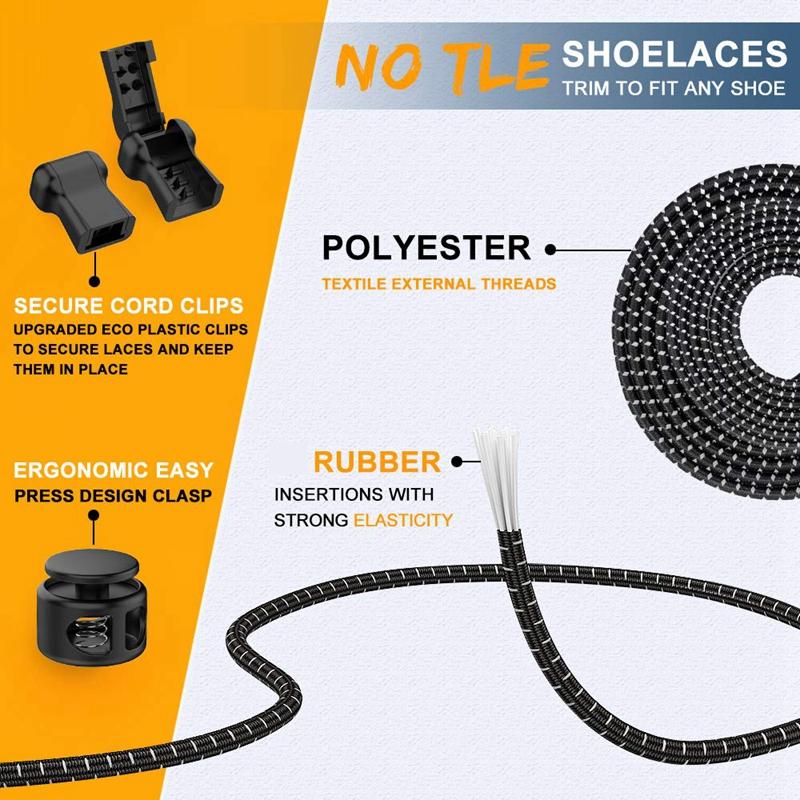 NO TLE SHOELACES
TRIM TO FIT ANY SHOE
POLYESTER
TEXTILE EXTERNAL THREADS
SECURE CORD CLIPS
UPGRADED ECO PLASTIC CLIPS
TO SECURE LACES AND KEEP
THEM IN PLACE
RUBBER
INSERTIONS WITH
STRONG ELASTICITY
ERGONOMIC EASY
PRESS DESIGN CLASP